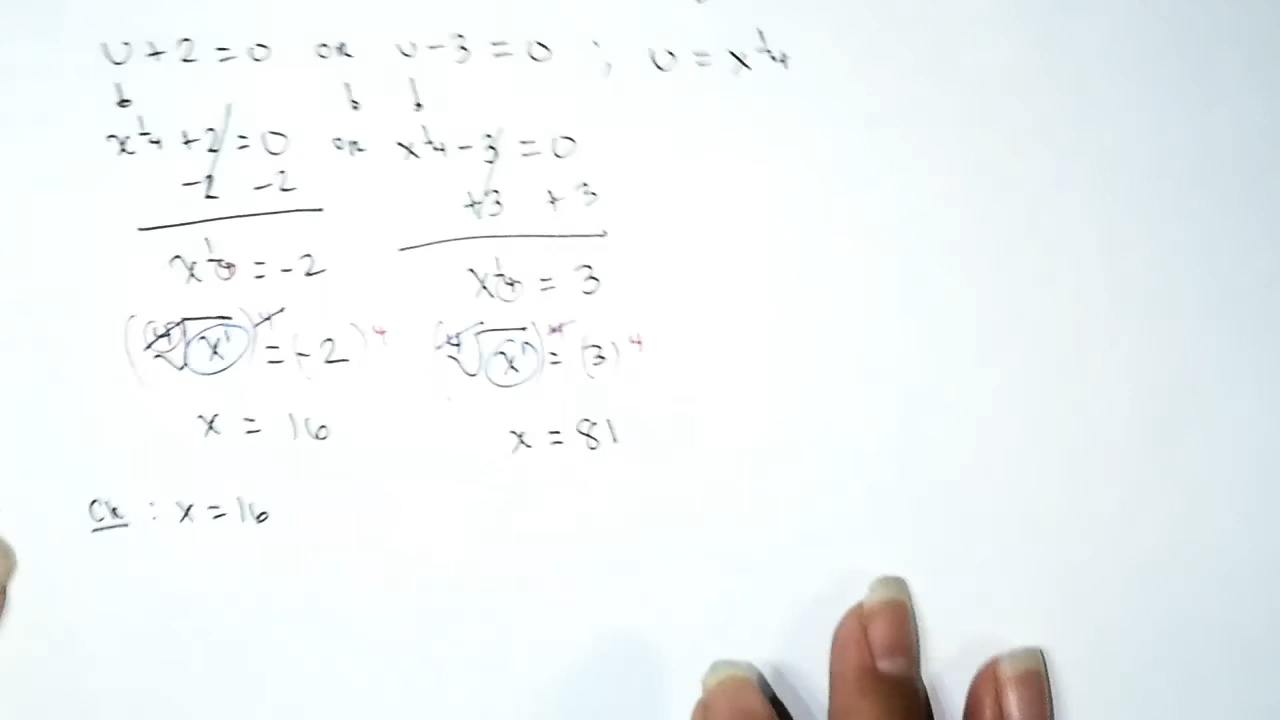 u + 2 = 0 or u - 3 = 0 ; u = x^1/4
x^1/4 + 2 = 0 or x^1/4 - 3 = 0
-2 -2 +3 +3
x^1/4 = -2 x^1/4 = 3
(⁴√x¹)^4 = (-2)^4 (⁴√x¹)^4 = (3)^4
x = 16 x = 81
Ck : x = 16